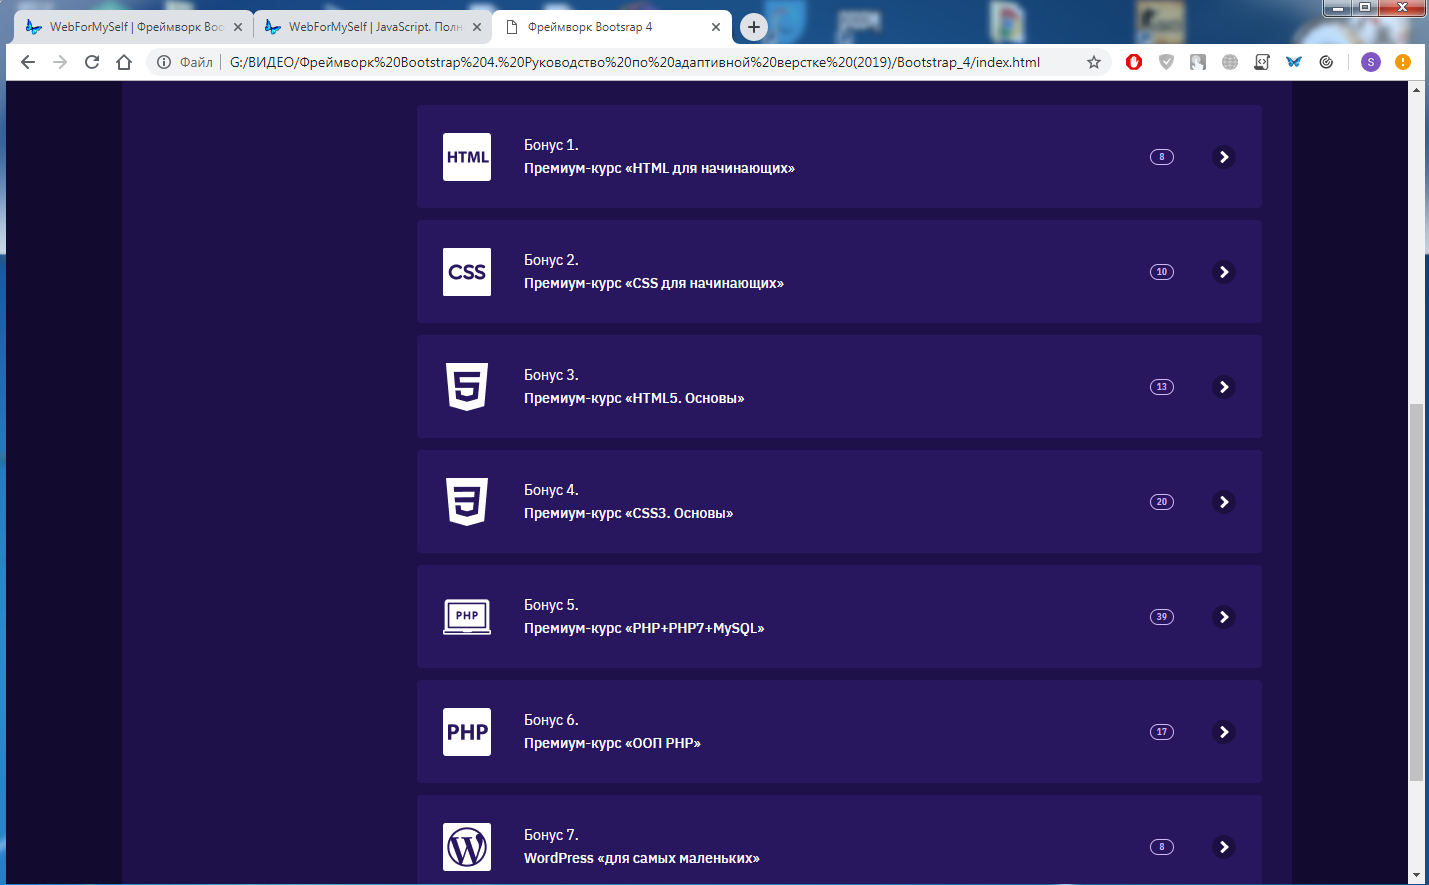 WebForMySelf | Фреймворк Boo
WebForMySelf | JavaScript. Полн
Фреймворк Bootsrap 4
Файл
G:/ВИДЕО/Фреймворк%20Bootstrap%204.%20Руководство%20по%20адаптивной%20верстке%20(2019)/Bootstrap_4/index.html
S
HTML
Бонус 1.
Премиум-курс «HTML для начинающих»
8
CSS
Бонус 2.
Премиум-курс «CSS для начинающих»
10
5
Бонус 3.
Премиум-курс «HTML5. Основы»
13
3
Бонус 4.
Премиум-курс «CSS3. Основы»
20
PHP
Бонус 5.
Премиум-курс «PHP+PHP7+MySQL»
39
PHP
Бонус 6.
Премиум-курс «ООП PHP»
17
W
Бонус 7.
WordPress «для самых маленьких»
8